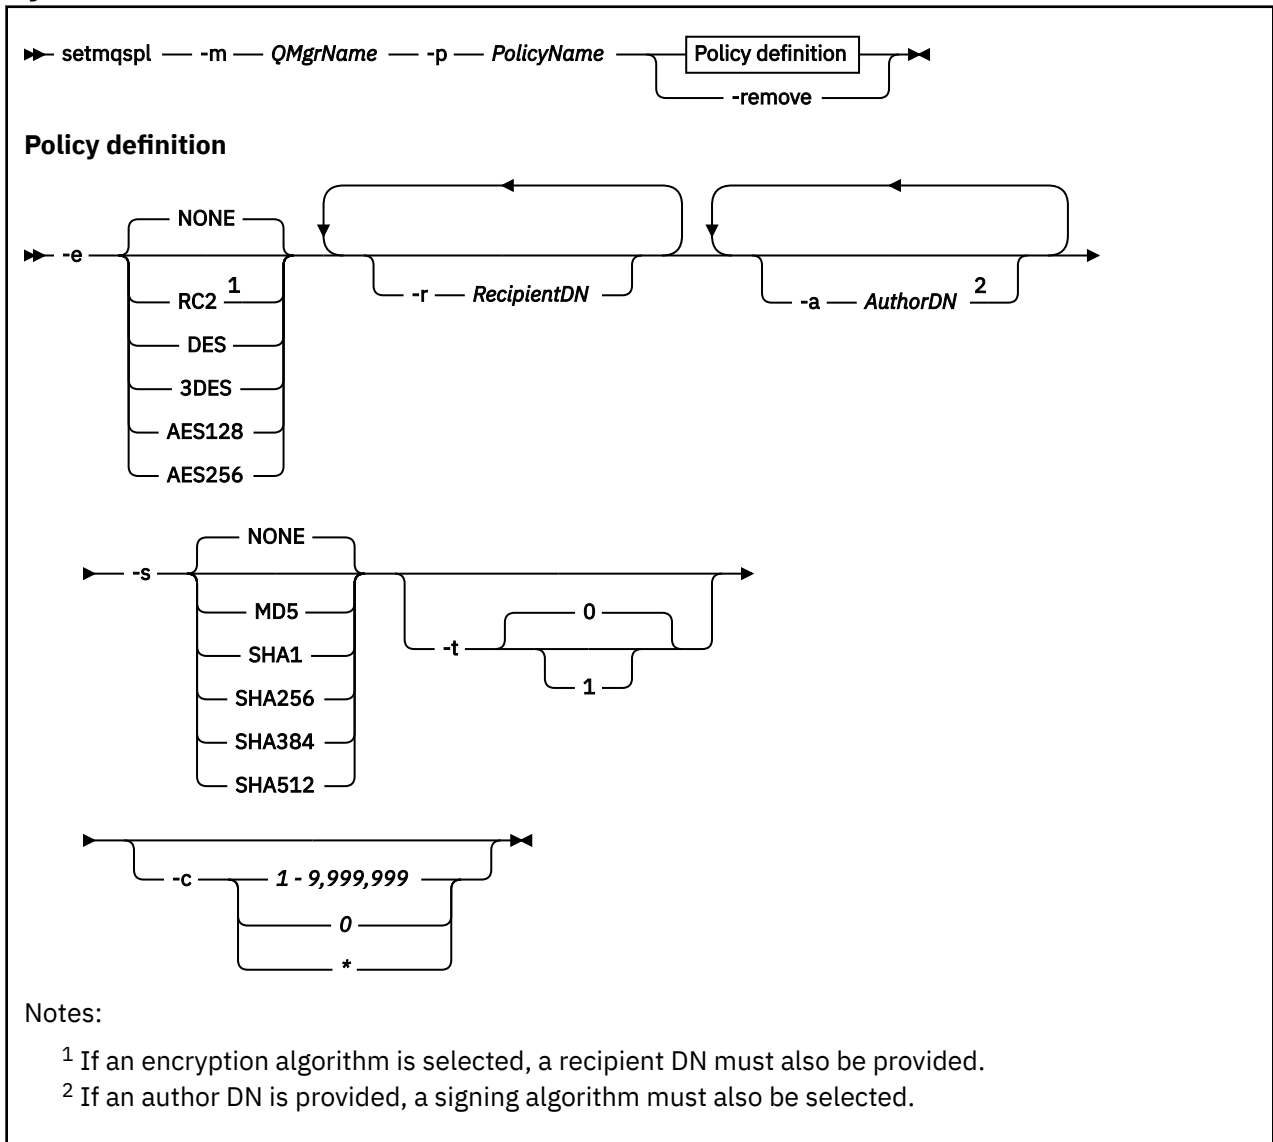 setmqspl -m QMgrName -p PolicyName Policy definition
-remove
Policy definition
NONE
-e
RC2 1
-r RecipientDN
-a AuthorDN 2
DES
3DES
AES128
AES256
NONE
-s
MD5
0
SHA1
-t
SHA256
1
SHA384
SHA512
-c 1 - 9,999,999
0
*
Notes:
1 If an encryption algorithm is selected, a recipient DN must also be provided.
2 If an author DN is provided, a signing algorithm must also be selected.